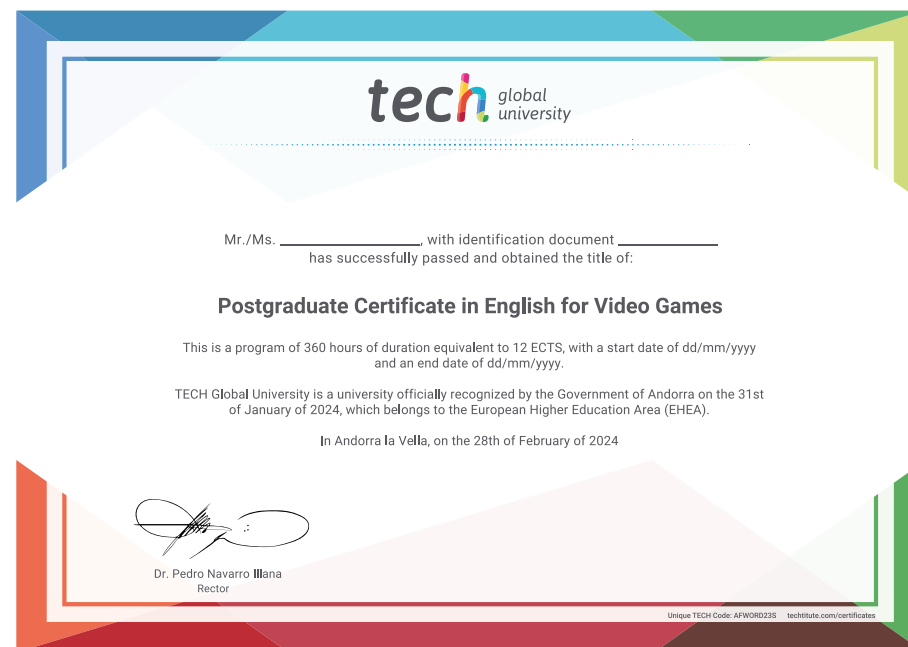 tech global
university
Mr./Ms. ____________, with identification document ____________
has successfully passed and obtained the title of:
Postgraduate Certificate in English for Video Games
This is a program of 360 hours of duration equivalent to 12 ECTS, with a start date of dd/mm/yyyy
and an end date of dd/mm/yyyy.
TECH Global University is a university officially recognized by the Government of Andorra on the 31st
of January of 2024, which belongs to the European Higher Education Area (EHEA).
In Andorra la Vella, on the 28th of February of 2024
Dr. Pedro Navarro Illana
Rector
Unique TECH Code: AFWORD23S techtitute.com/certificates